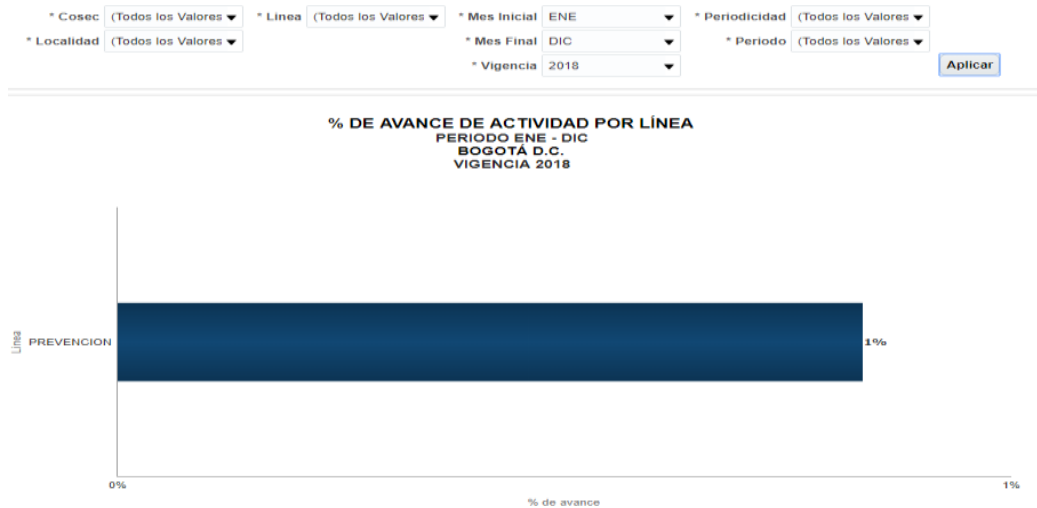 * Cosec (Todos los Valores * Linea (Todos los Valores * Mes Inicial ENE * Periodicidad (Todos los Valores
* Localidad (Todos los Valores * Mes Final DIC * Periodo (Todos los Valores
* Vigencia 2018 Aplicar
% DE AVANCE DE ACTIVIDAD POR LÍNEA
PERIODO ENE - DIC
BOGOTÁ D.C.
VIGENCIA 2018
Linea
PREVENCION
1%
0%
1%
% de avance